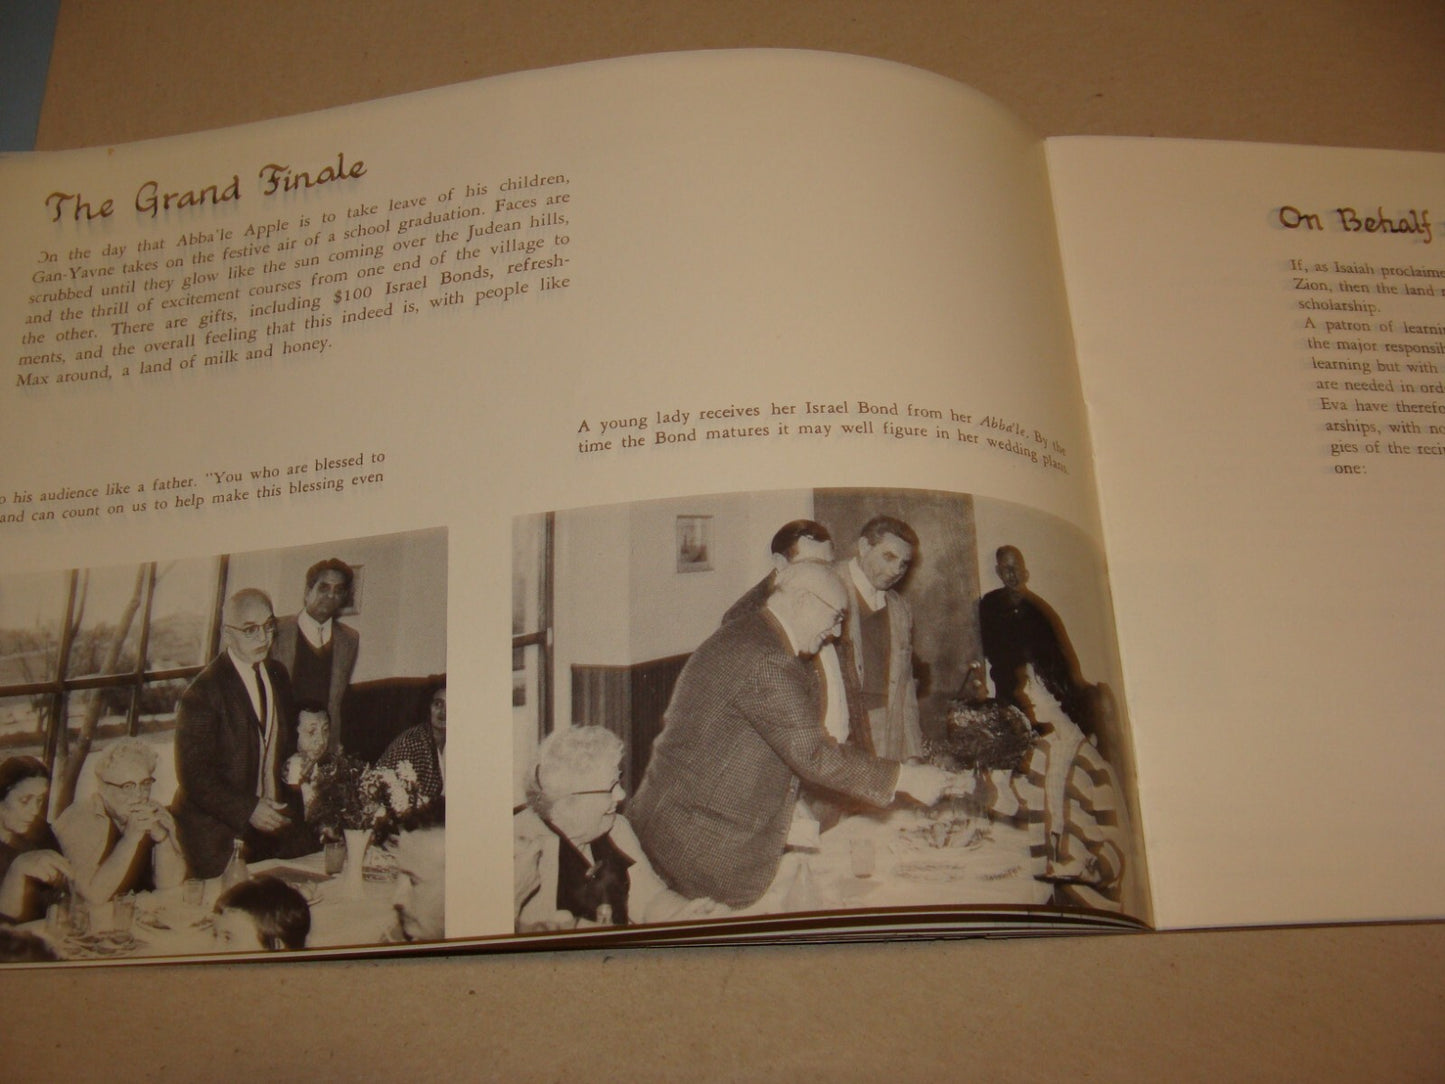 The Grand Finale
On the day that Abba'le Apple is to take leave of his children,
Gan-Yavne takes on the festive air of a school graduation. Faces are
scrubbed until they glow like the sun coming over the Judean hills,
and the thrill of excitement courses from one end of the village to
the other. There are gifts, including $100 Israel Bonds, refresh-
ments, and the overall feeling that this indeed is, with people like
Max around, a land of milk and honey.
his audience like a father. "You who are blessed to
and can count on us to help make this blessing even
A young lady receives her Israel Bond from her Abba'le. By the
time the Bond matures it may well figure in her wedding plans.
On Behalf
If, as Isaiah proclaime
Zion, then the land
scholarship.
A patron of learnin
the major responsib
learning but with
are needed in ord
Eva have therefo
arships, with no
gies of the reci
one: